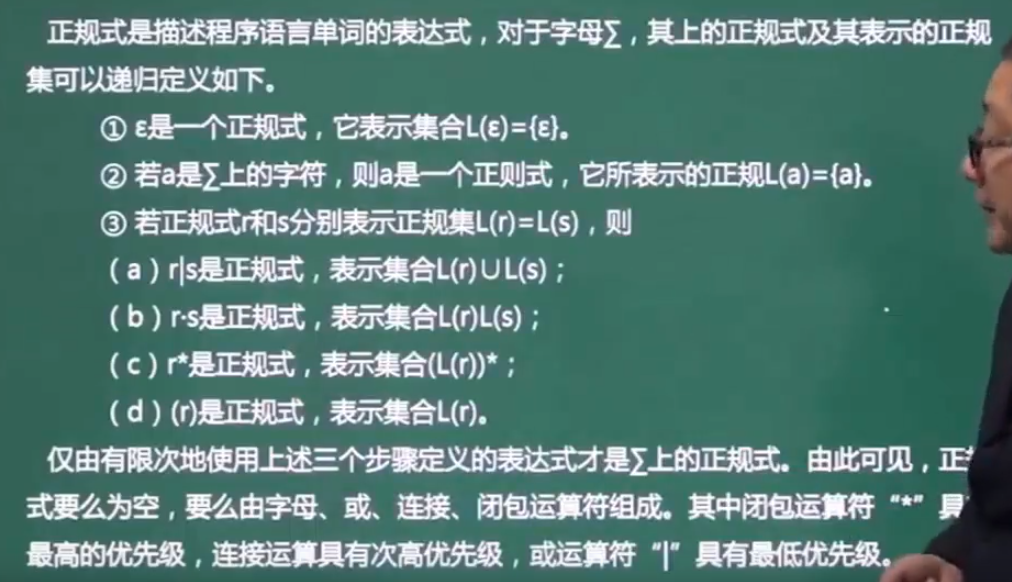 正规式是描述程序语言单词的表达式，对于字母∑，其上的正规式及其表示的正规
集可以递归定义如下。
① ε是一个正规式，它表示集合L(ε)={ε}。
② 若a是∑上的字符，则a是一个正则式，它所表示的正规L(a)={a}。
③ 若正规式r和s分别表示正规集L(r)=L(s)，则
（a）r|s是正规式，表示集合L(r)∪L(s)；
（b）r·s是正规式，表示集合L(r)L(s)；
（c）r*是正规式，表示集合(L(r))*；
（d）(r)是正规式，表示集合L(r)。
仅由有限次地使用上述三个步骤定义的表达式才是∑上的正规式。由此可见，正
式要么为空，要么由字母、或、连接、闭包运算符组成。其中闭包运算符“*”
最高的优先级，连接运算具有次高优先级，或运算符“|”具有最低优先级。